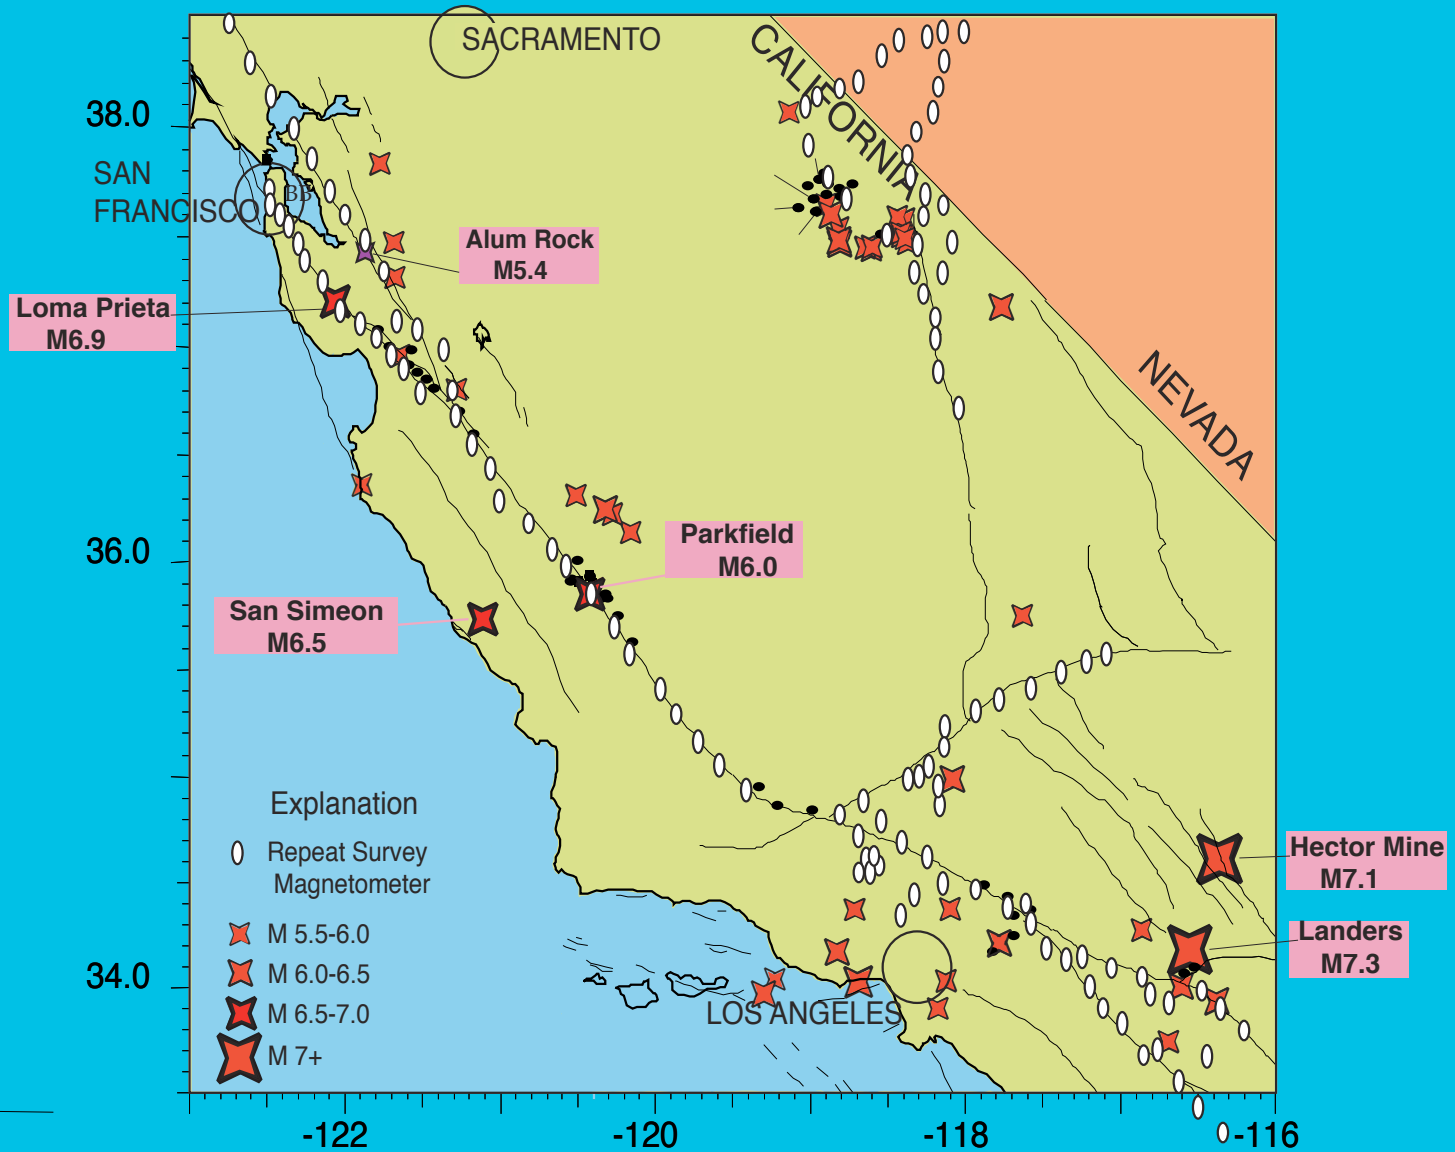 SACRAMENTO
CALIFORNIA
38.0
SAN
FRANCISCO
BB
Alum Rock
M5.4
Loma Prieta
M6.9
NEVADA
36.0
Parkfield
M6.0
San Simeon
M6.5
Explanation
Repeat Survey
Magnetometer
M 5.5-6.0
M 6.0-6.5
M 6.5-7.0
M 7+
Hector Mine
M7.1
Landers
M7.3
34.0
LOS ANGELES
-122
-120
-118
-116